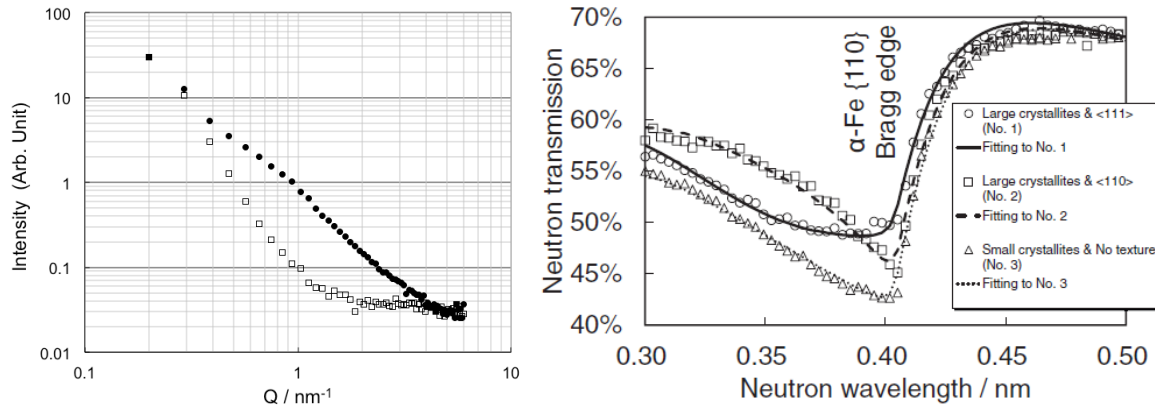 100
10
1
0.1
0.01
0.1
1
10
Intensity (Arb. Unit)
Q / nm⁻¹
70%
65%
60%
55%
50%
45%
40%
0.30
0.35
0.40
0.45
0.50
Neutron transmission
Neutron wavelength / nm
α-Fe {110}
Bragg edge
Large crystallites & <111>
(No. 1)
Fitting to No. 1
Large crystallites & <110>
(No. 2)
Fitting to No. 2
Small crystallites & No texture
(No. 3)
Fitting to No. 3